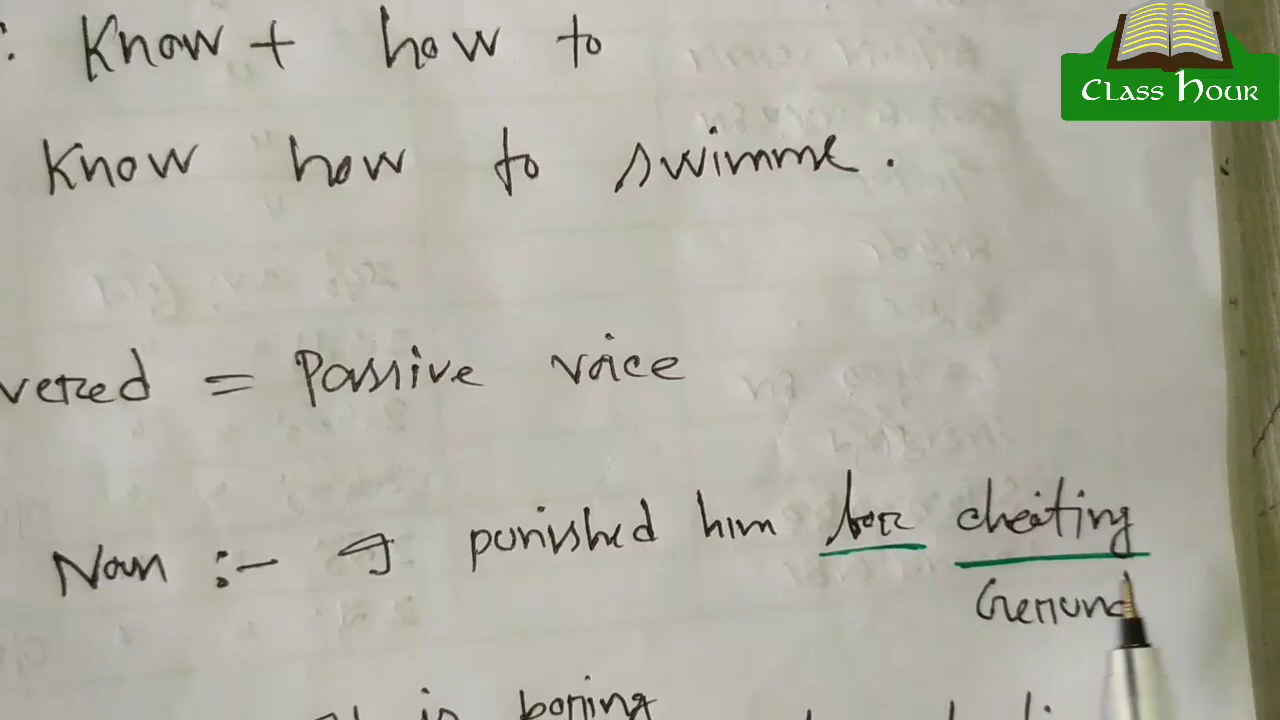 CLASS HOUR
: Know + how to
Know how to swimme.
vered = Passive voice
Noun :- I punished him for cheating
Gerund
is boring